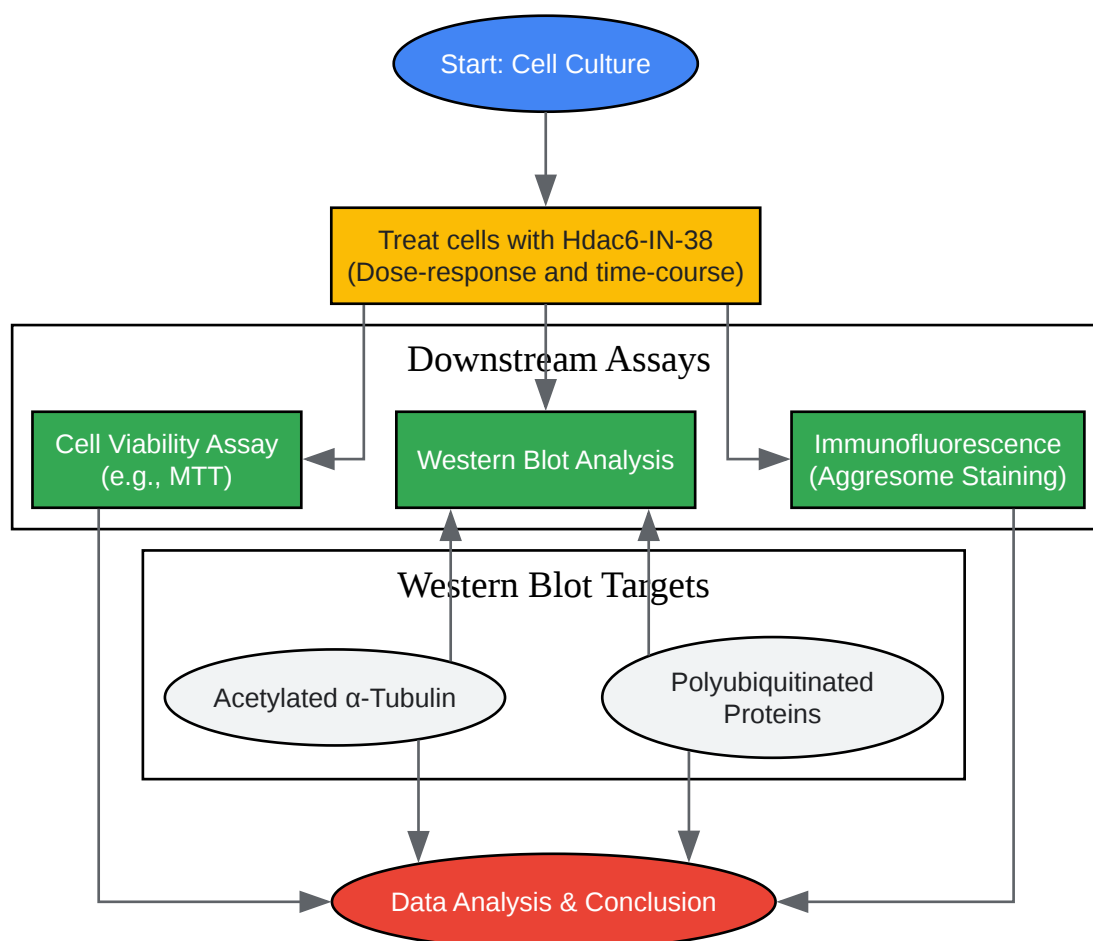 Start: Cell Culture
Treat cells with Hdac6-IN-38
(Dose-response and time-course)
Downstream Assays
Cell Viability Assay
(e.g., MTT)
Western Blot Analysis
Immunofluorescence
(Aggresome Staining)
Western Blot Targets
Acetylated α-Tubulin
Polyubiquitinated
Proteins
Data Analysis & Conclusion